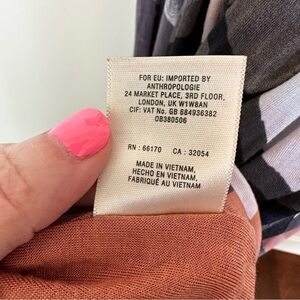 FOR EU: IMPORTED BY
ANTHROPOLOGIE
24 MARKET PLACE, 3RD FLOOR,
LONDON, UK W1W8AN
CIF: VAT No. GB 684936382
OB380506
RN : 66170 CA : 32054
MADE IN VIETNAM,
HECHO EN VIETNAM,
FABRIQUÉ AU VIETNAM